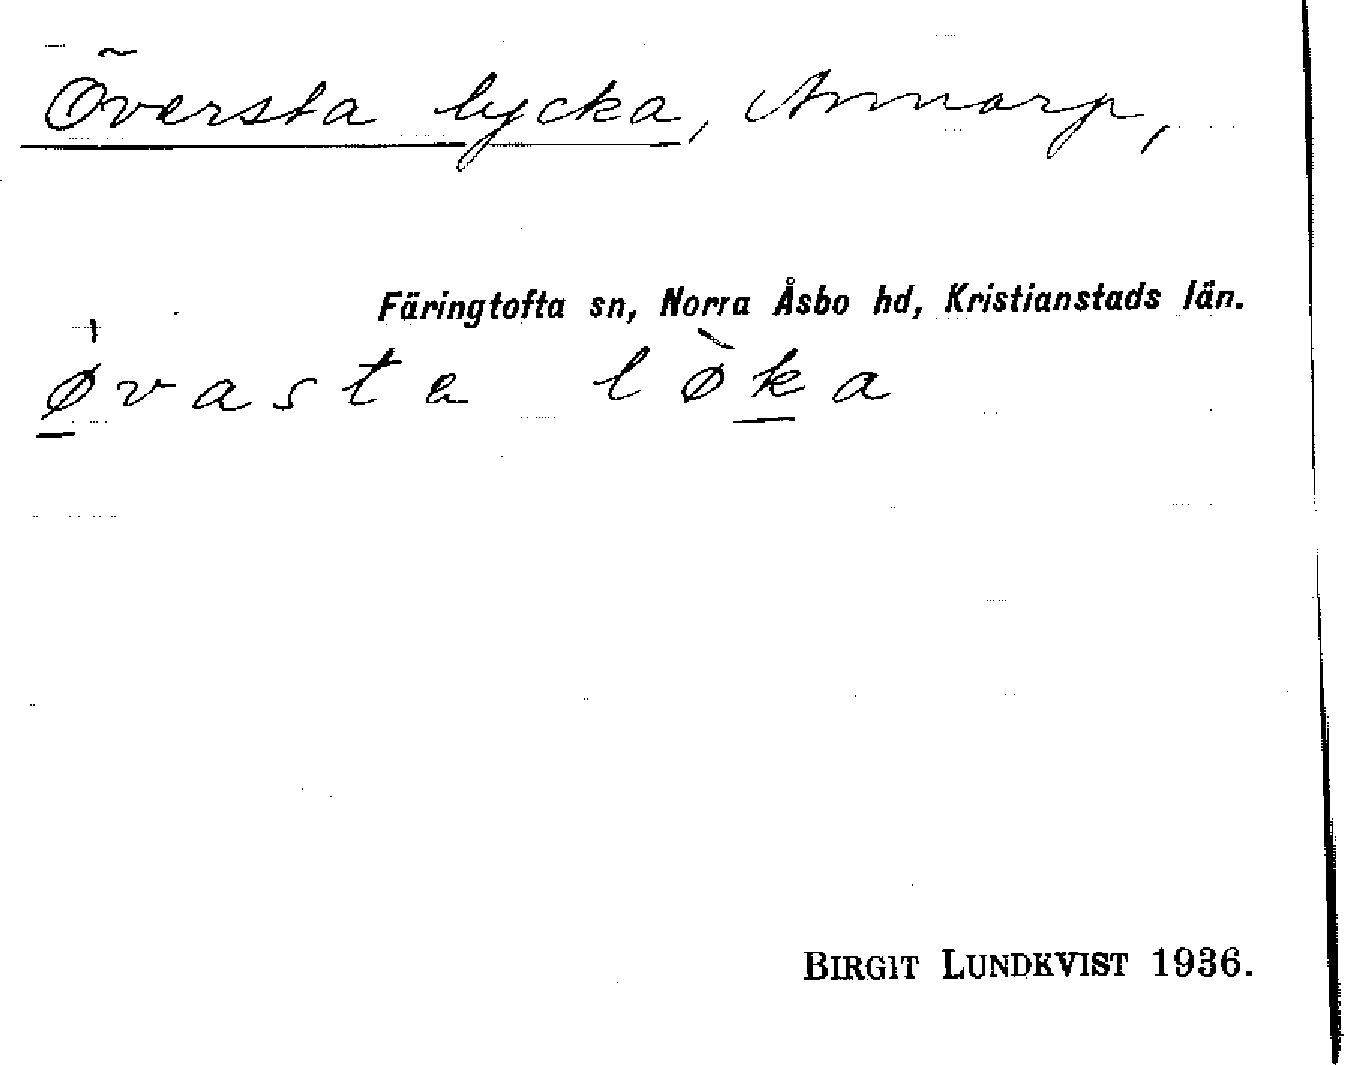 Översta lycka, Annarp,
Färingtofta sn, Norra Åsbo hd, Kristianstads län.
øvasta løka
BIRGIT LUNDKVIST 1936.